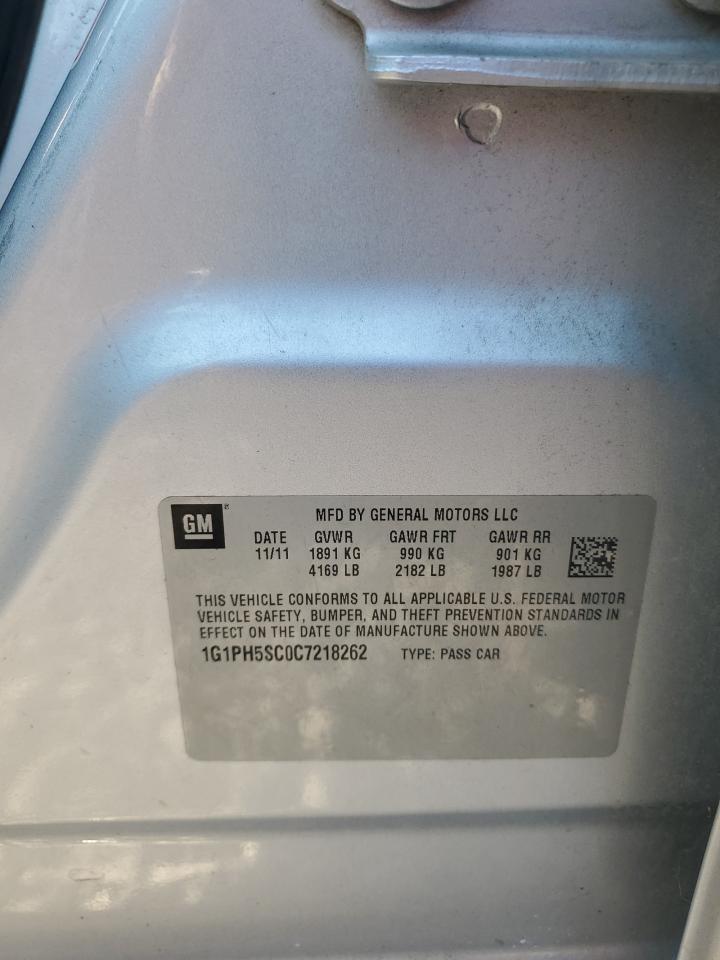 GM ®
MFD BY GENERAL MOTORS LLC
DATE GVWR GAWR FRT GAWR RR
11/11 1891 KG 990 KG 901 KG
4169 LB 2182 LB 1987 LB
THIS VEHICLE CONFORMS TO ALL APPLICABLE U.S. FEDERAL MOTOR
VEHICLE SAFETY, BUMPER, AND THEFT PREVENTION STANDARDS IN
EFFECT ON THE DATE OF MANUFACTURE SHOWN ABOVE.
1G1PH5SC0C7218262 TYPE: PASS CAR